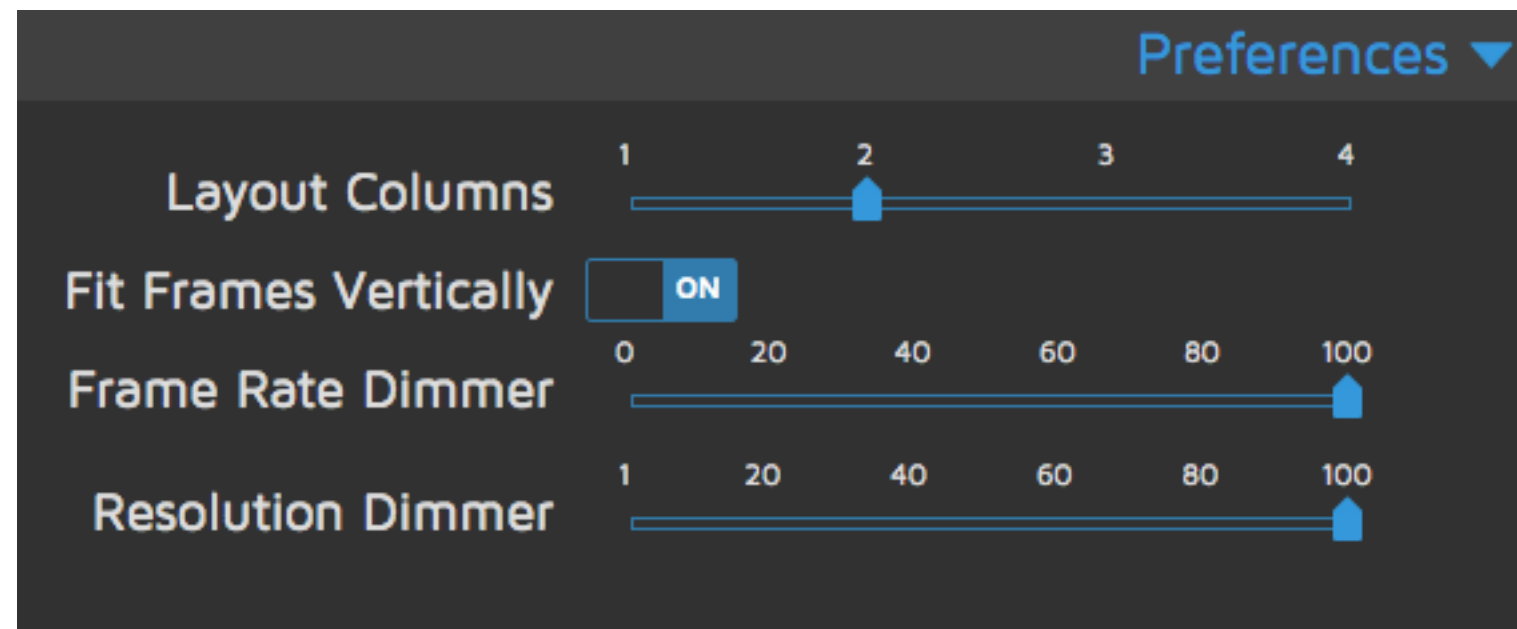 Preferences
1 2 3 4
Layout Columns
Fit Frames Vertically ON
0 20 40 60 80 100
Frame Rate Dimmer
1 20 40 60 80 100
Resolution Dimmer